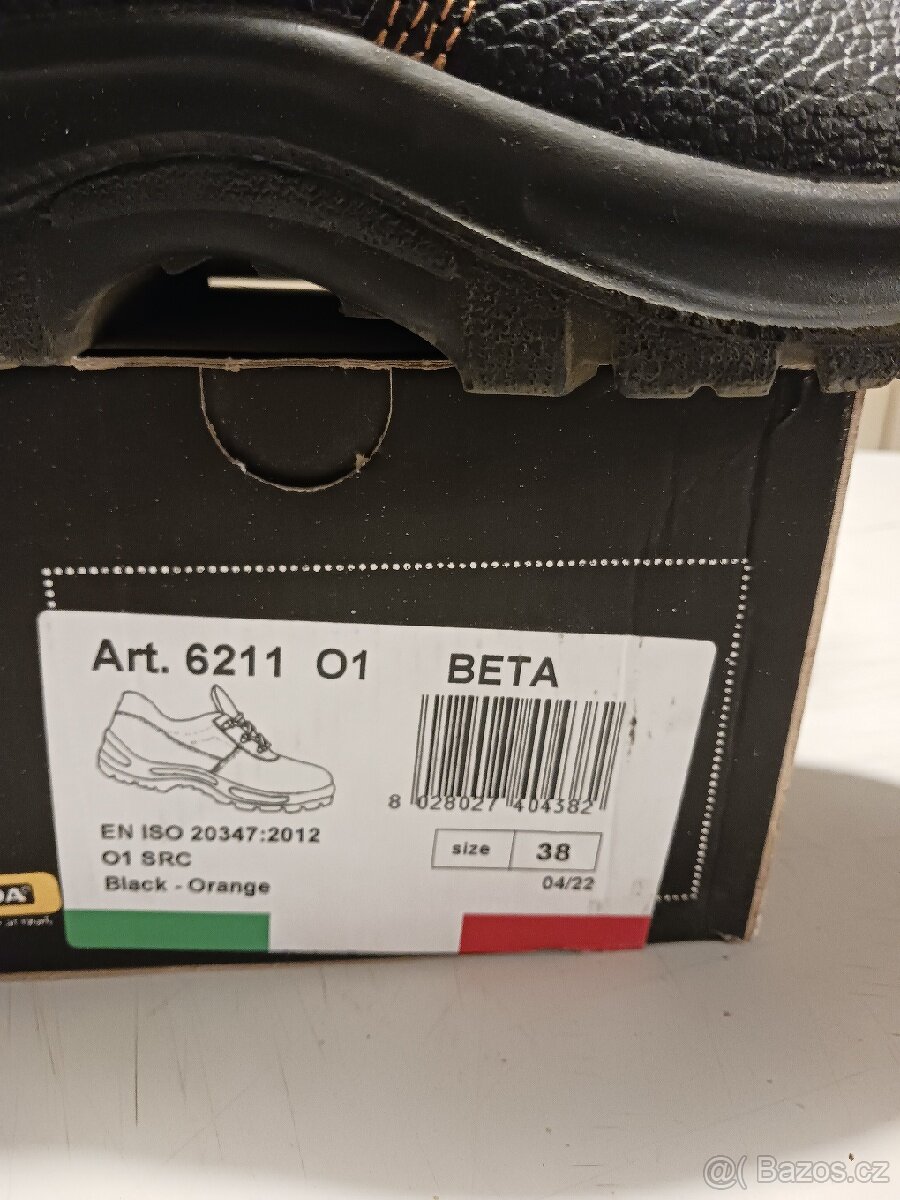 Art. 6211 O1 BETA
8 028027 404382
EN ISO 20347:2012
O1 SRC
Black - Orange
size 38
04/22
@( Bazos.cz